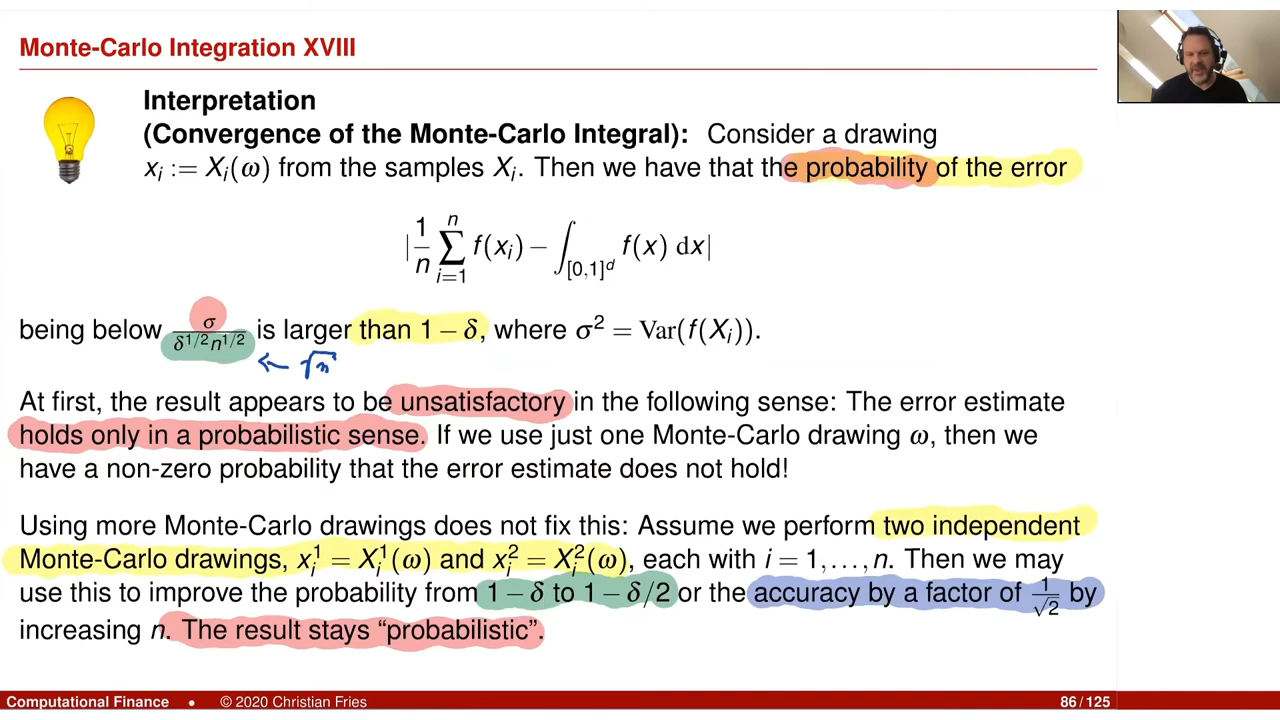 Monte-Carlo Integration XVIII
Interpretation
(Convergence of the Monte-Carlo Integral): Consider a drawing
xᵢ := Xᵢ(ω) from the samples Xᵢ. Then we have that the probability of the error
|1/n ∑ⁿᵢ₌₁ f(xᵢ) − ∫_[0,1]^d f(x) dx|
being below σ/(δ^1/2 n^1/2) is larger than 1 − δ, where σ² = Var(f(Xᵢ)).
← √n
At first, the result appears to be unsatisfactory in the following sense: The error estimate
holds only in a probabilistic sense. If we use just one Monte-Carlo drawing ω, then we
have a non-zero probability that the error estimate does not hold!
Using more Monte-Carlo drawings does not fix this: Assume we perform two independent
Monte-Carlo drawings, xᵢ¹ = Xᵢ¹(ω) and xᵢ² = Xᵢ²(ω), each with i = 1,…,n. Then we may
use this to improve the probability from 1 − δ to 1 − δ/2 or the accuracy by a factor of 1/√2 by
increasing n. The result stays “probabilistic”.
Computational Finance • © 2020 Christian Fries 86/125